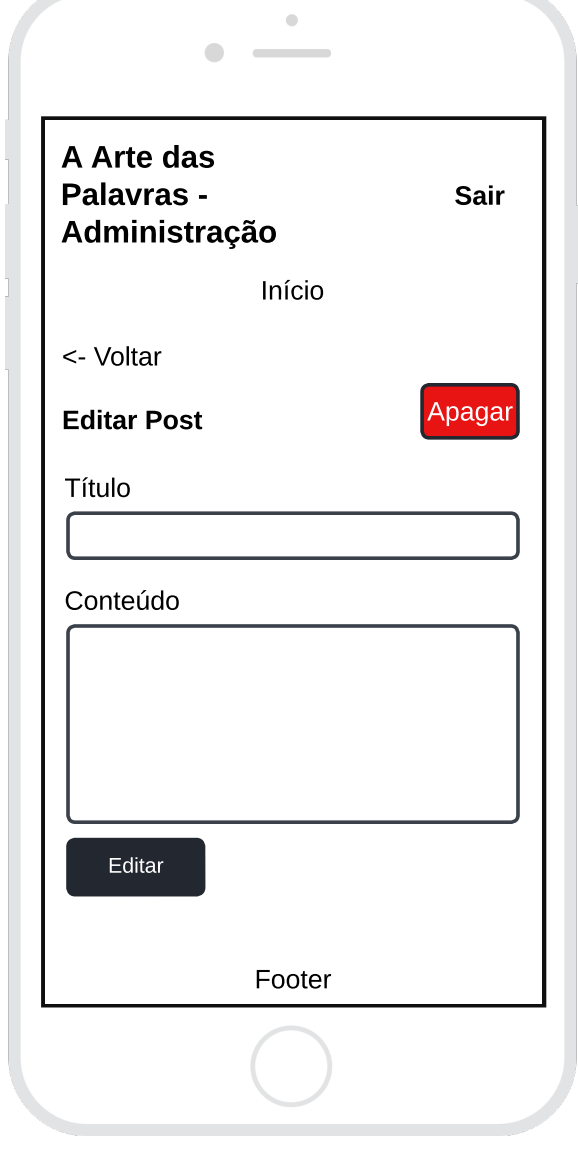 A Arte das
Palavras -
Administração
Sair
Início
<- Voltar
Editar Post
Apagar
Título
Conteúdo
Editar
Footer